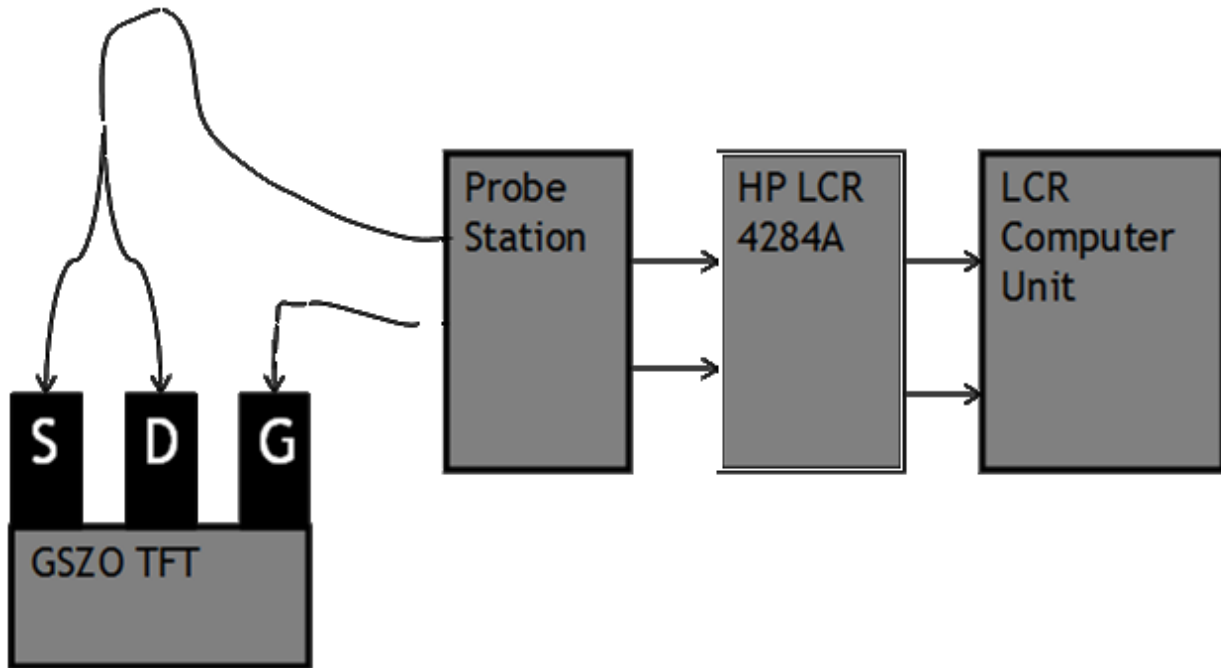 Probe
Station
HP LCR
4284A
LCR
Computer
Unit
S
D
G
GSZO TFT